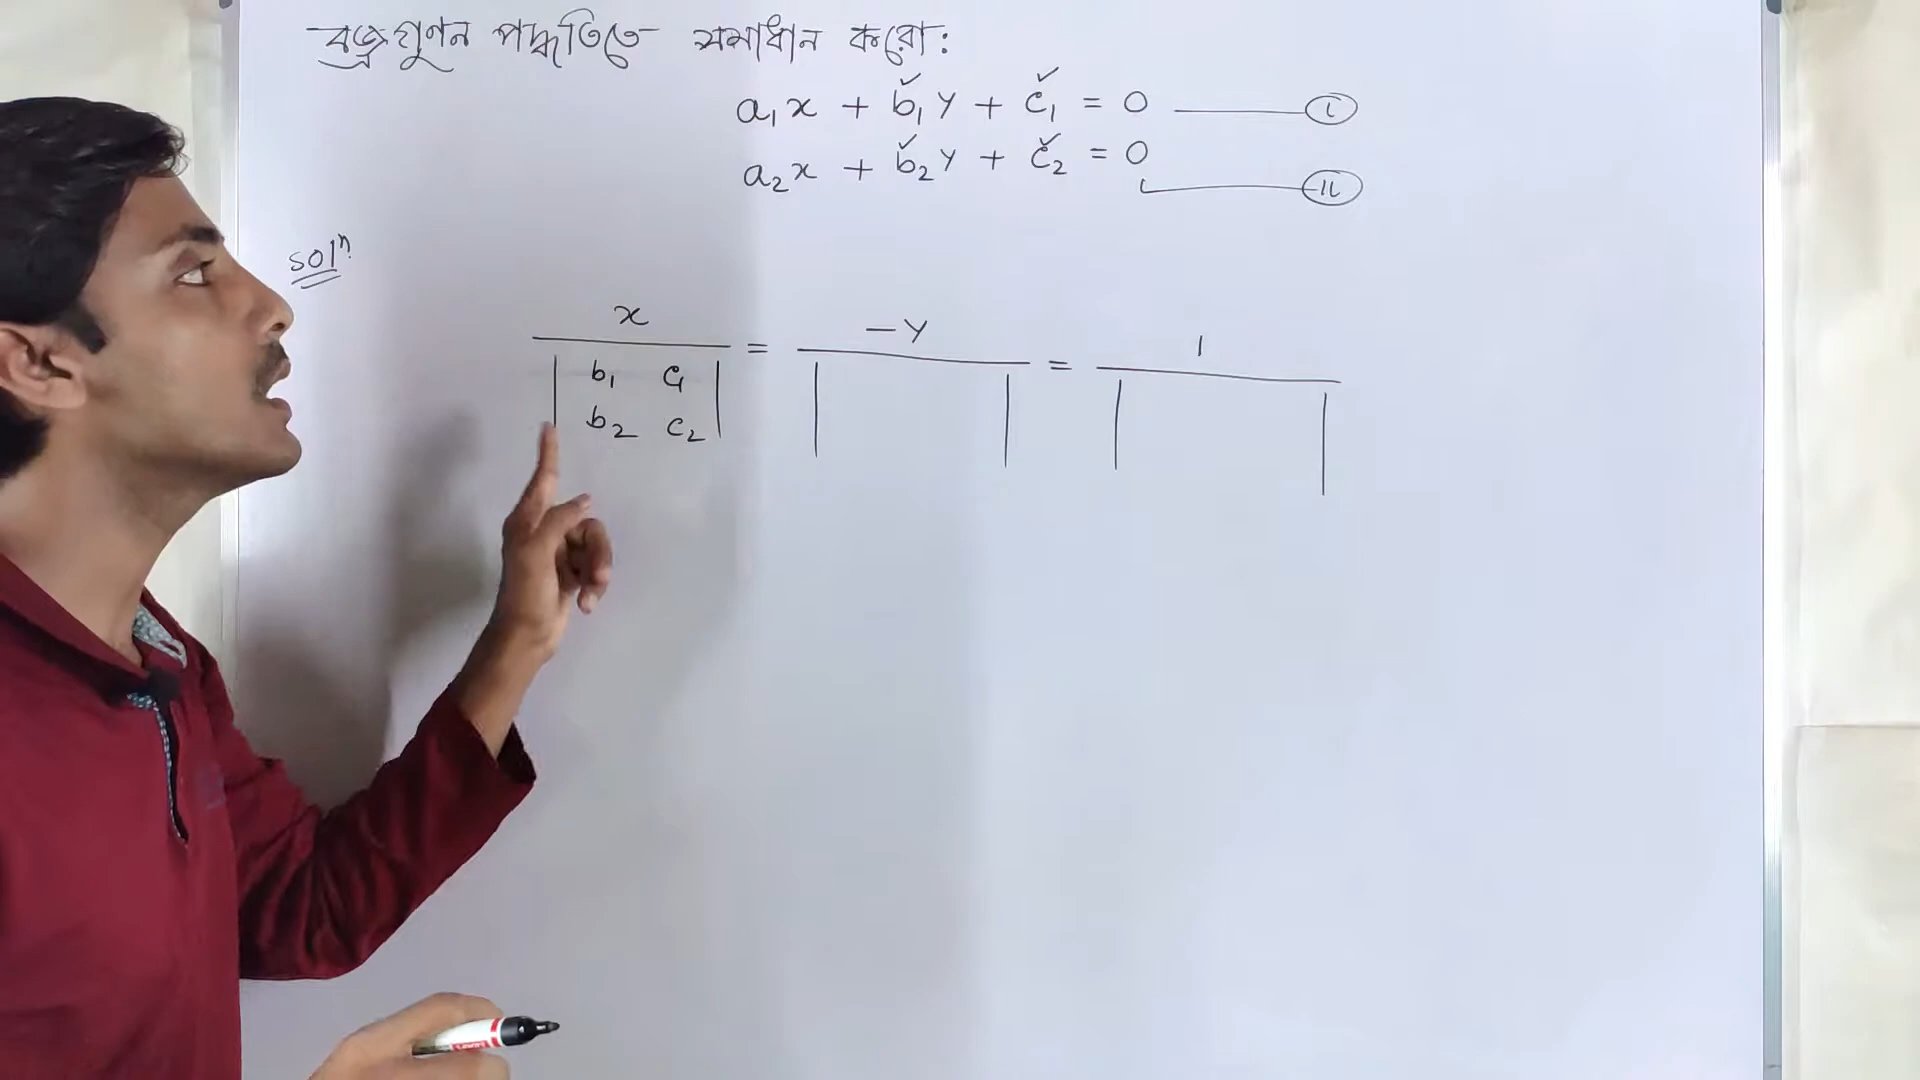 বজ্রগুণন পদ্ধতিতে সমাধান করো:
a₁x + b₁y + c₁ = 0 (i)
a₂x + b₂y + c₂ = 0 (ii)
solⁿ.
x / |b₁ c₁| = -y / | | = 1 / | |
|b₂ c₂|